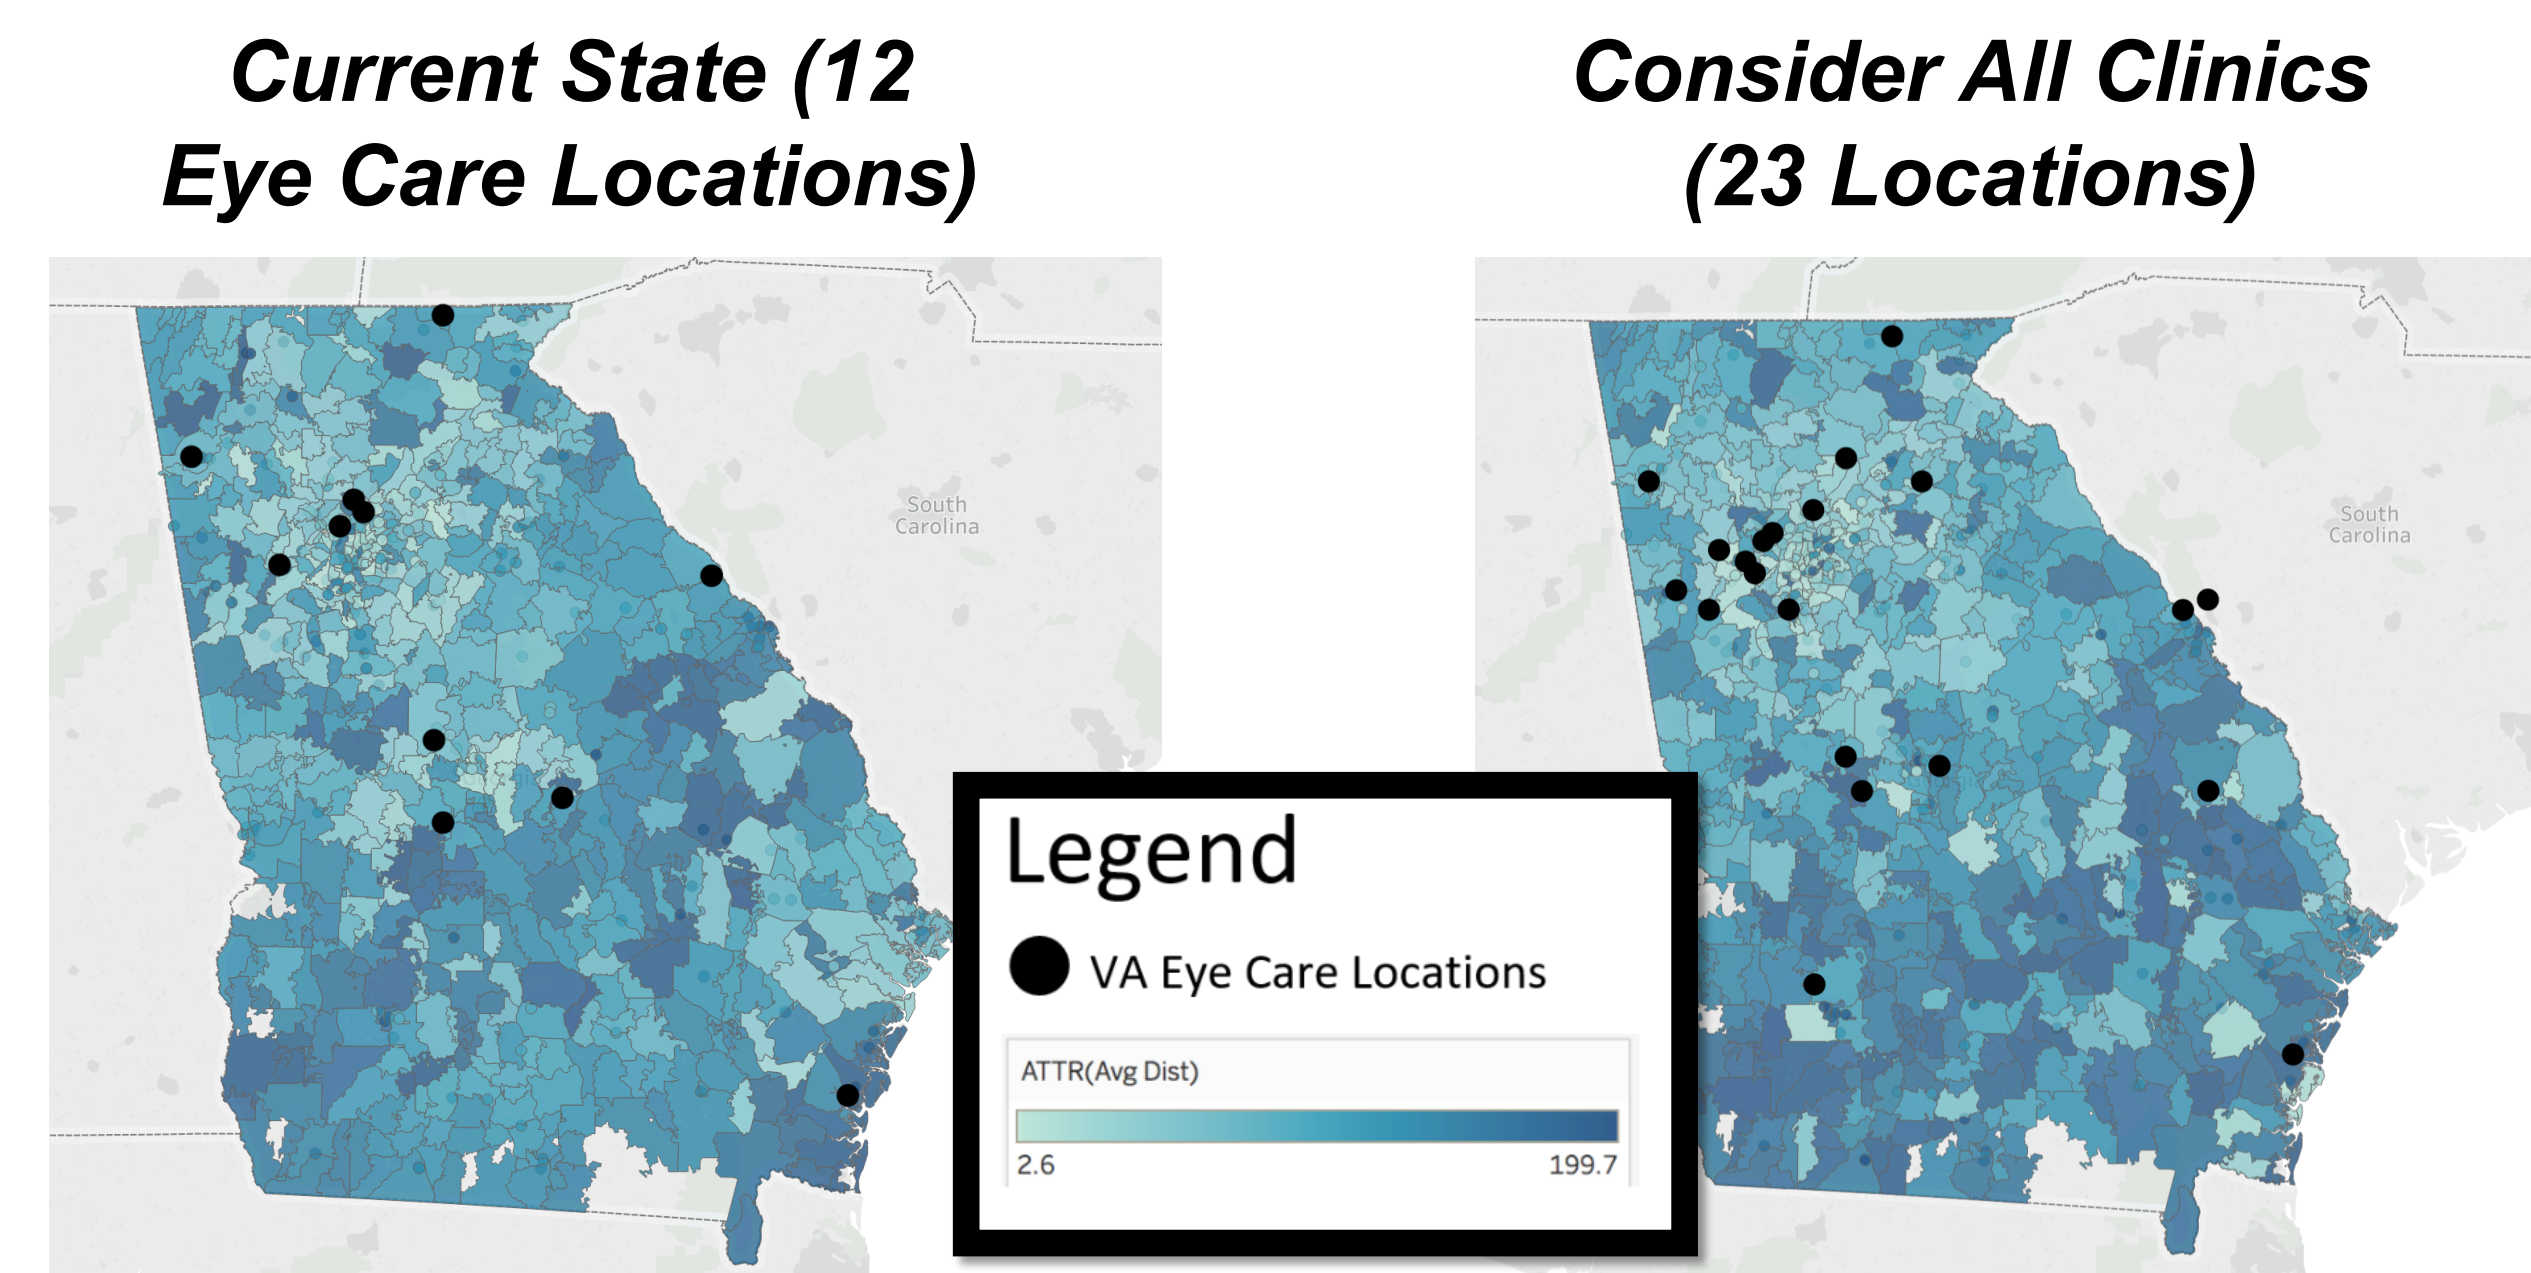 Current State (12
Eye Care Locations)
Consider All Clinics
(23 Locations)
South
Carolina
South
Carolina
Legend
VA Eye Care Locations
ATTR(Avg Dist)
2.6 199.7